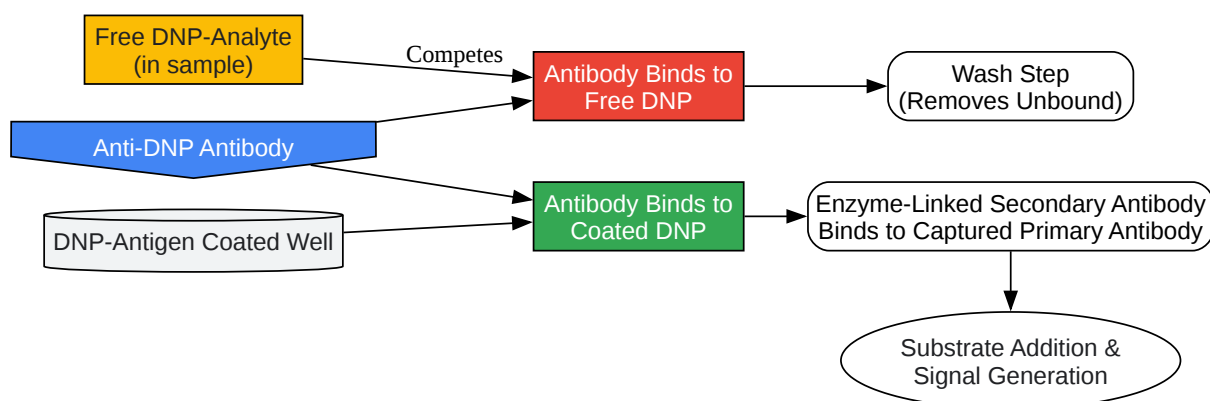 Free DNP-Analyte
(in sample)
Competes
Antibody Binds to
Free DNP
Wash Step
(Removes Unbound)
Anti-DNP Antibody
DNP-Antigen Coated Well
Antibody Binds to
Coated DNP
Enzyme-Linked Secondary Antibody
Binds to Captured Primary Antibody
Substrate Addition &
Signal Generation